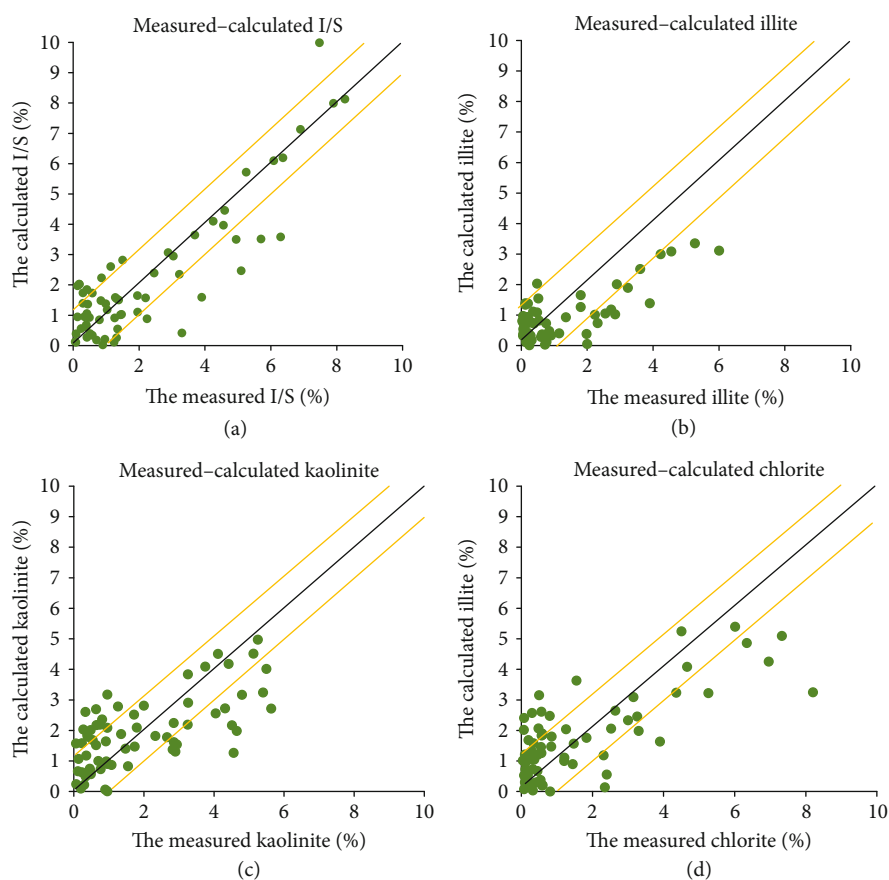 Measured–calculated I/S
10
9
8
7
6
5
4
3
2
1
0
The calculated I/S (%)
0 2 4 6 8 10
The measured I/S (%)
(a)
Measured–calculated illite
10
9
8
7
6
5
4
3
2
1
0
The calculated illite (%)
0 2 4 6 8 10
The measured illite (%)
(b)
Measured–calculated kaolinite
10
9
8
7
6
5
4
3
2
1
0
The calculated kaolinite (%)
0 2 4 6 8 10
The measured kaolinite (%)
(c)
Measured–calculated chlorite
10
9
8
7
6
5
4
3
2
1
0
The calculated illite (%)
0 2 4 6 8 10
The measured chlorite (%)
(d)